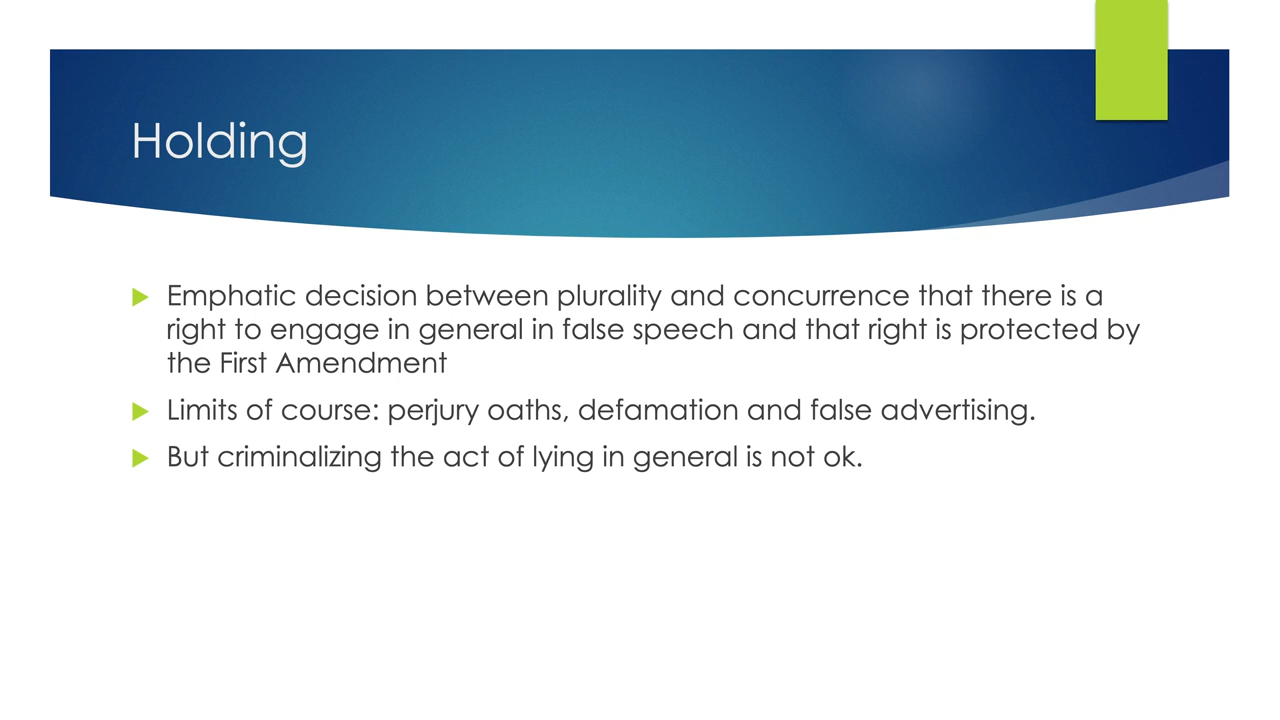 Holding
Emphatic decision between plurality and concurrence that there is a
right to engage in general in false speech and that right is protected by
the First Amendment
Limits of course: perjury oaths, defamation and false advertising.
But criminalizing the act of lying in general is not ok.